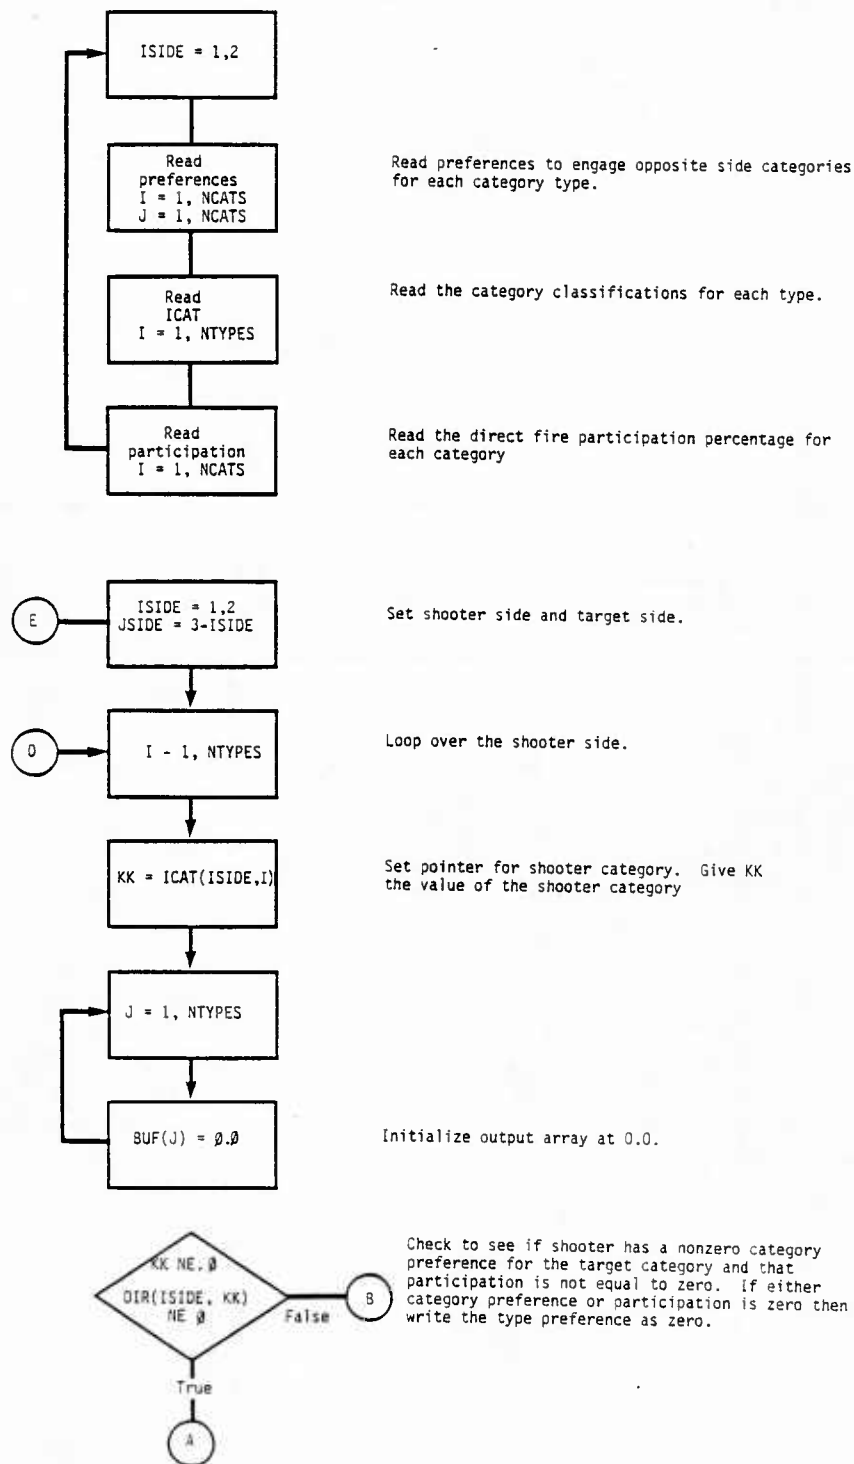 ISIDE = 1,2
Read
preferences
I = 1, NCATS
J = 1, NCATS
Read preferences to engage opposite side categories
for each category type.
Read
ICAT
I = 1, NTYPES
Read the category classifications for each type.
Read
participation
I = 1, NCATS
Read the direct fire participation percentage for
each category
E
ISIDE = 1,2
JSIDE = 3-ISIDE
Set shooter side and target side.
D
I - 1, NTYPES
Loop over the shooter side.
KK = ICAT(ISIDE,I)
Set pointer for shooter category. Give KK
the value of the shooter category
J = 1, NTYPES
BUF(J) = 0.0
Initialize output array at 0.0.
KK NE. 0
DIR(ISIDE, KK)
NE 0
False
B
Check to see if shooter has a nonzero category
preference for the target category and that
participation is not equal to zero. If either
category preference or participation is zero then
write the type preference as zero.
True
A